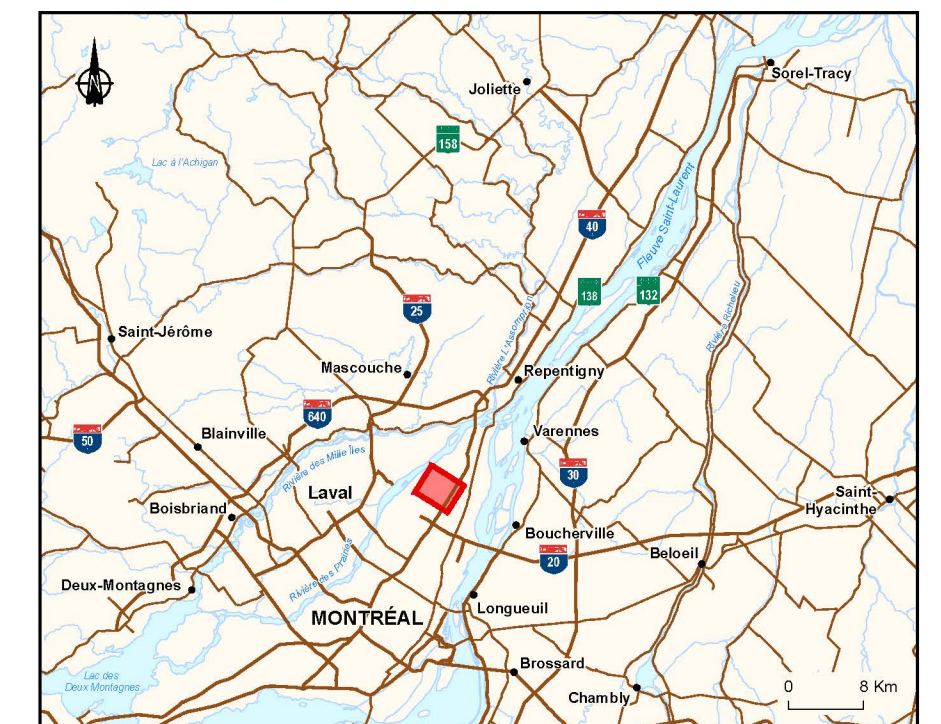 N
Sorel-Tracy
Joliette
158
Lac à l'Achigan
Fleuve Saint-Laurent
40
138
132
25
Rivière L'Assomption
Rivière Richelieu
Saint-Jérôme
Mascouche
Repentigny
640
50
Blainville
Varennes
Rivière des Mille Îles
30
Laval
Saint-
Hyacinthe
Boisbriand
Boucherville
Beloeil
20
Rivière des Prairies
Deux-Montagnes
Longueuil
MONTRÉAL
Brossard
Lac des
Deux Montagnes
Chambly
0 8 Km